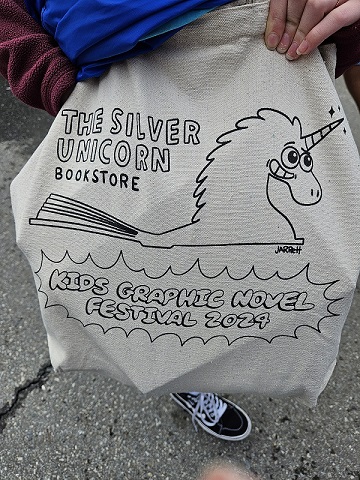 THE SILVER
UNICORN
BOOKSTORE
JARRETT
KIDS GRAPHIC NOVEL
FESTIVAL 2024